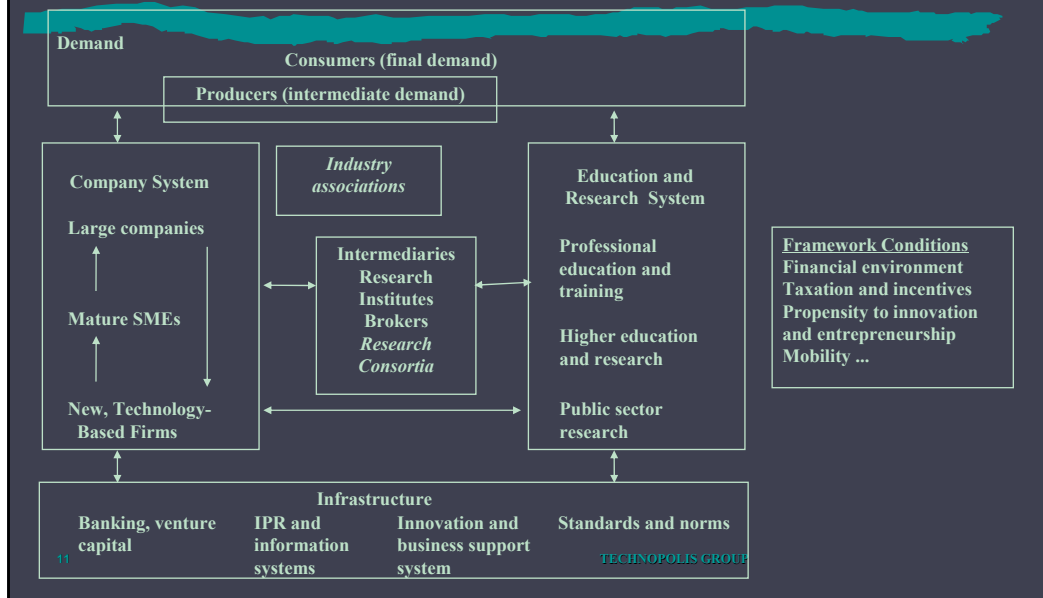 Demand
Consumers (final demand)
Producers (intermediate demand)
Company System
Large companies
Mature SMEs
New, Technology-
Based Firms
Industry
associations
Intermediaries
Research
Institutes
Brokers
Research
Consortia
Education and
Research System
Professional
education and
training
Higher education
and research
Public sector
research
Framework Conditions
Financial environment
Taxation and incentives
Propensity to innovation
and entrepreneurship
Mobility ...
Infrastructure
Banking, venture
capital
IPR and
information
systems
Innovation and
business support
system
Standards and norms
11
TECHNOPOLIS GROUP